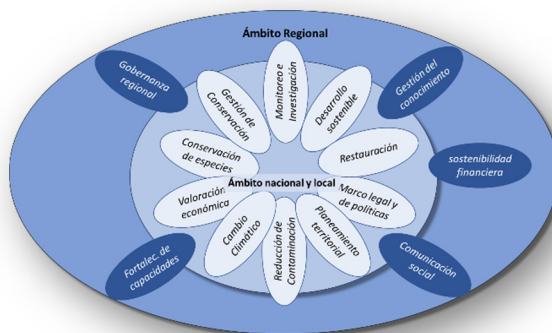 Ámbito Regional
Gobernanza
regional
Gestión de
Conservación
Monitoreo e
Investigación
Desarrollo
sostenible
Gestión del
conocimiento
Conservación
de especies
Restauración
sostenibilidad
financiera
Ámbito nacional y local
Valoración
económica
Cambio
Climático
Reducción de
Contaminación
Planeamiento
territorial
Marco legal y
de políticas
Fortalec. de
capacidades
Comunicación
social